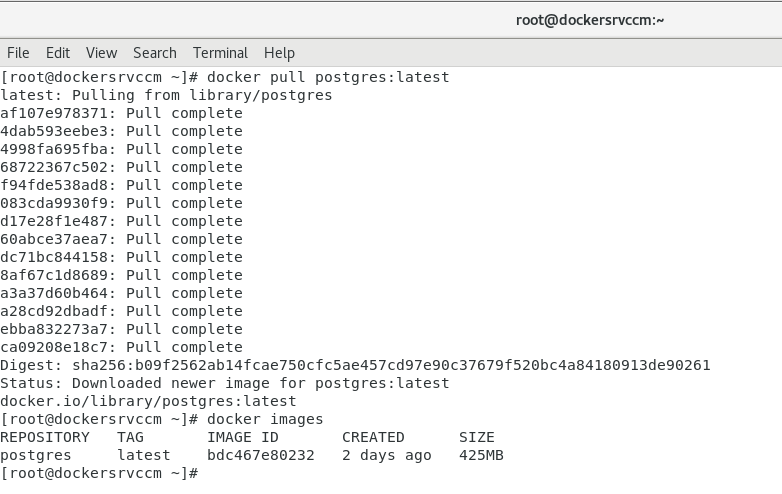 root@dockersrvccm:~
File Edit View Search Terminal Help
[root@dockersrvccm ~]# docker pull postgres:latest
latest: Pulling from library/postgres
af107e978371: Pull complete
4dab593eebe3: Pull complete
4998fa695fba: Pull complete
68722367c502: Pull complete
f94fde538ad8: Pull complete
083cda9930f9: Pull complete
d17e28f1e487: Pull complete
60abce37aea7: Pull complete
dc71bc844158: Pull complete
8af67c1d8689: Pull complete
a3a37d60b464: Pull complete
a28cd92dbadf: Pull complete
ebba832273a7: Pull complete
ca09208e18c7: Pull complete
Digest: sha256:b09f2562ab14fcae750cfc5ae457cd97e90c37679f520bc4a84180913de90261
Status: Downloaded newer image for postgres:latest
docker.io/library/postgres:latest
[root@dockersrvccm ~]# docker images
REPOSITORY TAG IMAGE ID CREATED SIZE
postgres latest bdc467e80232 2 days ago 425MB
[root@dockersrvccm ~]#